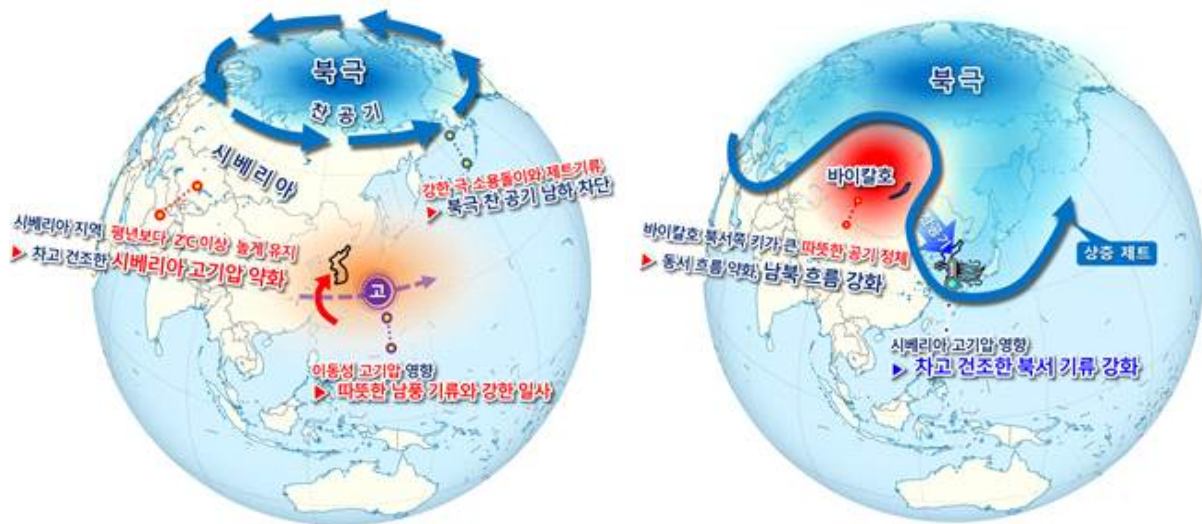 북극
찬공기
시베리아
강한 극 소용돌이와 제트기류
▶ 북극 찬 공기 남하 차단
시베리아 지역 평년보다 2℃이상 높게 유지
▶ 차고 건조한 시베리아 고기압 약화
고
이동성 고기압 영향
▶ 따뜻한 남풍 기류와 강한 일사
북극
바이칼호
바이칼호 북서쪽 키가 큰 따뜻한 공기 정체
▶ 동서 흐름 약화, 남북 흐름 강화
상층 제트
시베리아 고기압 영향
▶ 차고 건조한 북서 기류 강화